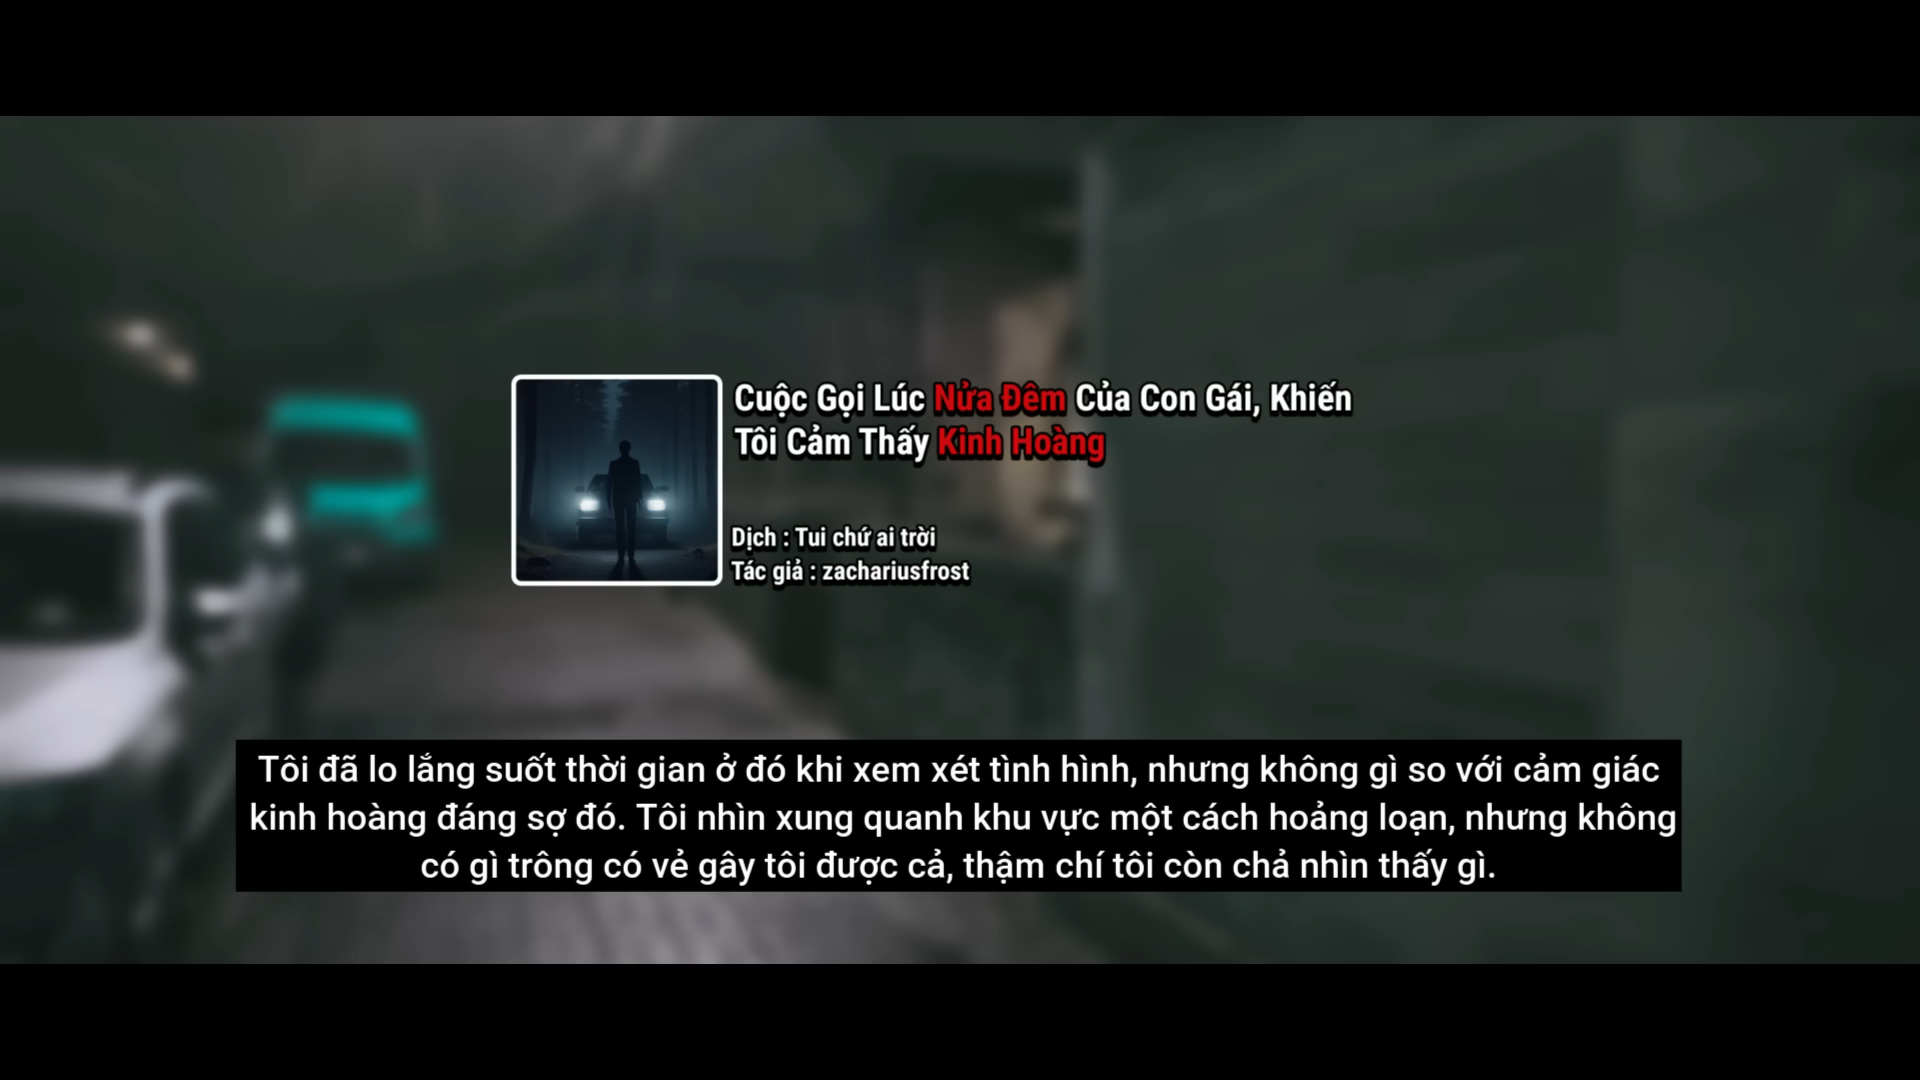 Cuộc Gọi Lúc Nửa Đêm Của Con Gái, Khiến
Tôi Cảm Thấy Kinh Hoàng
Dịch : Tui chứ ai trời
Tác giả : zachariusfrost
Tôi đã lo lắng suốt thời gian ở đó khi xem xét tình hình, nhưng không gì so với cảm giác
kinh hoàng đáng sợ đó. Tôi nhìn xung quanh khu vực một cách hoảng loạn, nhưng không
có gì trông có vẻ gây tôi được cả, thậm chí tôi còn chả nhìn thấy gì.